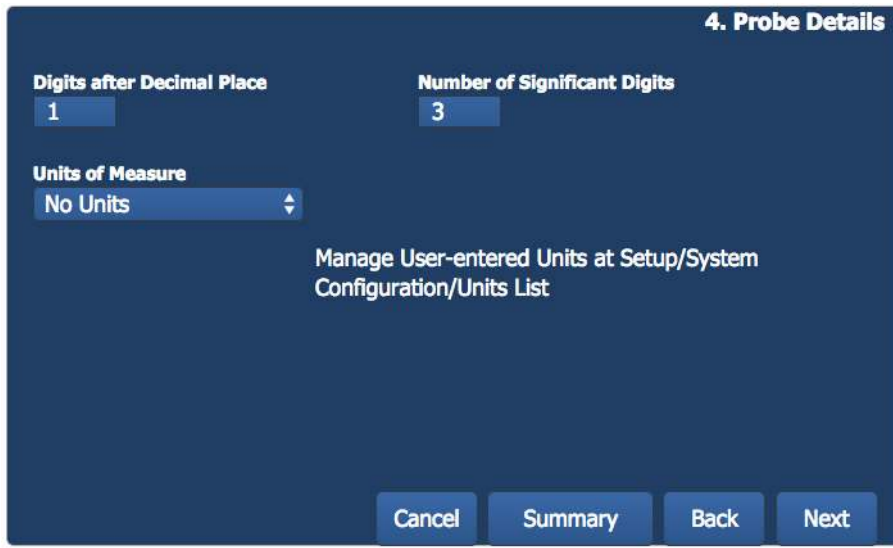 4. Probe Details
Digits after Decimal Place
Number of Significant Digits
1
3
Units of Measure
No Units
Manage User-entered Units at Setup/System
Configuration/Units List
Cancel
Summary
Back
Next